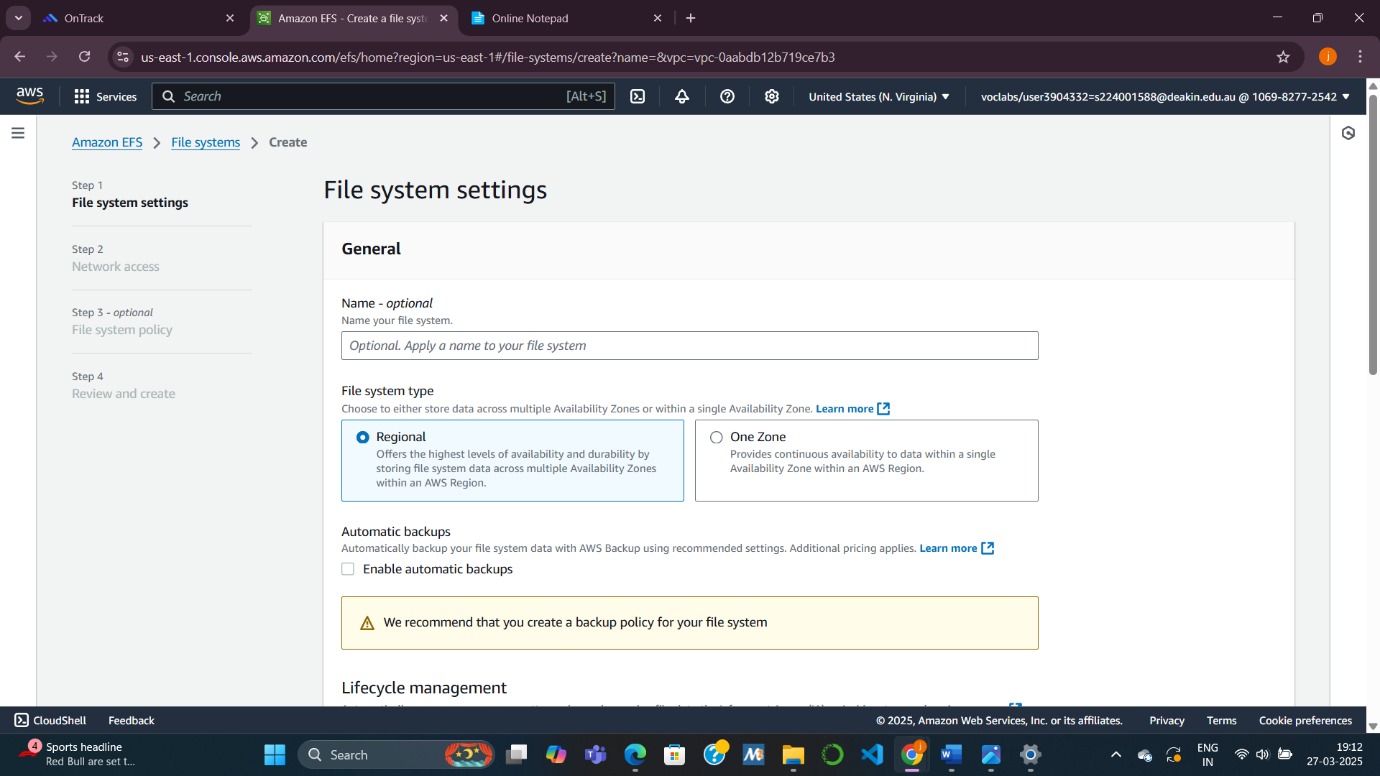 OnTrack
Amazon EFS - Create a file syst
Online Notepad
us-east-1.console.aws.amazon.com/efs/home?region=us-east-1#/file-systems/create?name=&vpc=vpc-0aabdb12b719ce7b3
j
aws
Services
Search
[Alt+S]
United States (N. Virginia)
voclabs/user3904332=s224001588@deakin.edu.au @ 1069-8277-2542
Amazon EFS
File systems
Create
Step 1
File system settings
Step 2
Network access
Step 3 - optional
File system policy
Step 4
Review and create
File system settings
General
Name - optional
Name your file system.
Optional. Apply a name to your file system
File system type
Choose to either store data across multiple Availability Zones or within a single Availability Zone. Learn more
Regional
Offers the highest levels of availability and durability by
storing file system data across multiple Availability Zones
within an AWS Region.
One Zone
Provides continuous availability to data within a single
Availability Zone within an AWS Region.
Automatic backups
Automatically backup your file system data with AWS Backup using recommended settings. Additional pricing applies. Learn more
Enable automatic backups
We recommend that you create a backup policy for your file system
Lifecycle management
CloudShell
Feedback
© 2025, Amazon Web Services, Inc. or its affiliates.
Privacy
Terms
Cookie preferences
4
Sports headline
Red Bull are set t...
Search
ENG
IN
19:12
27-03-2025